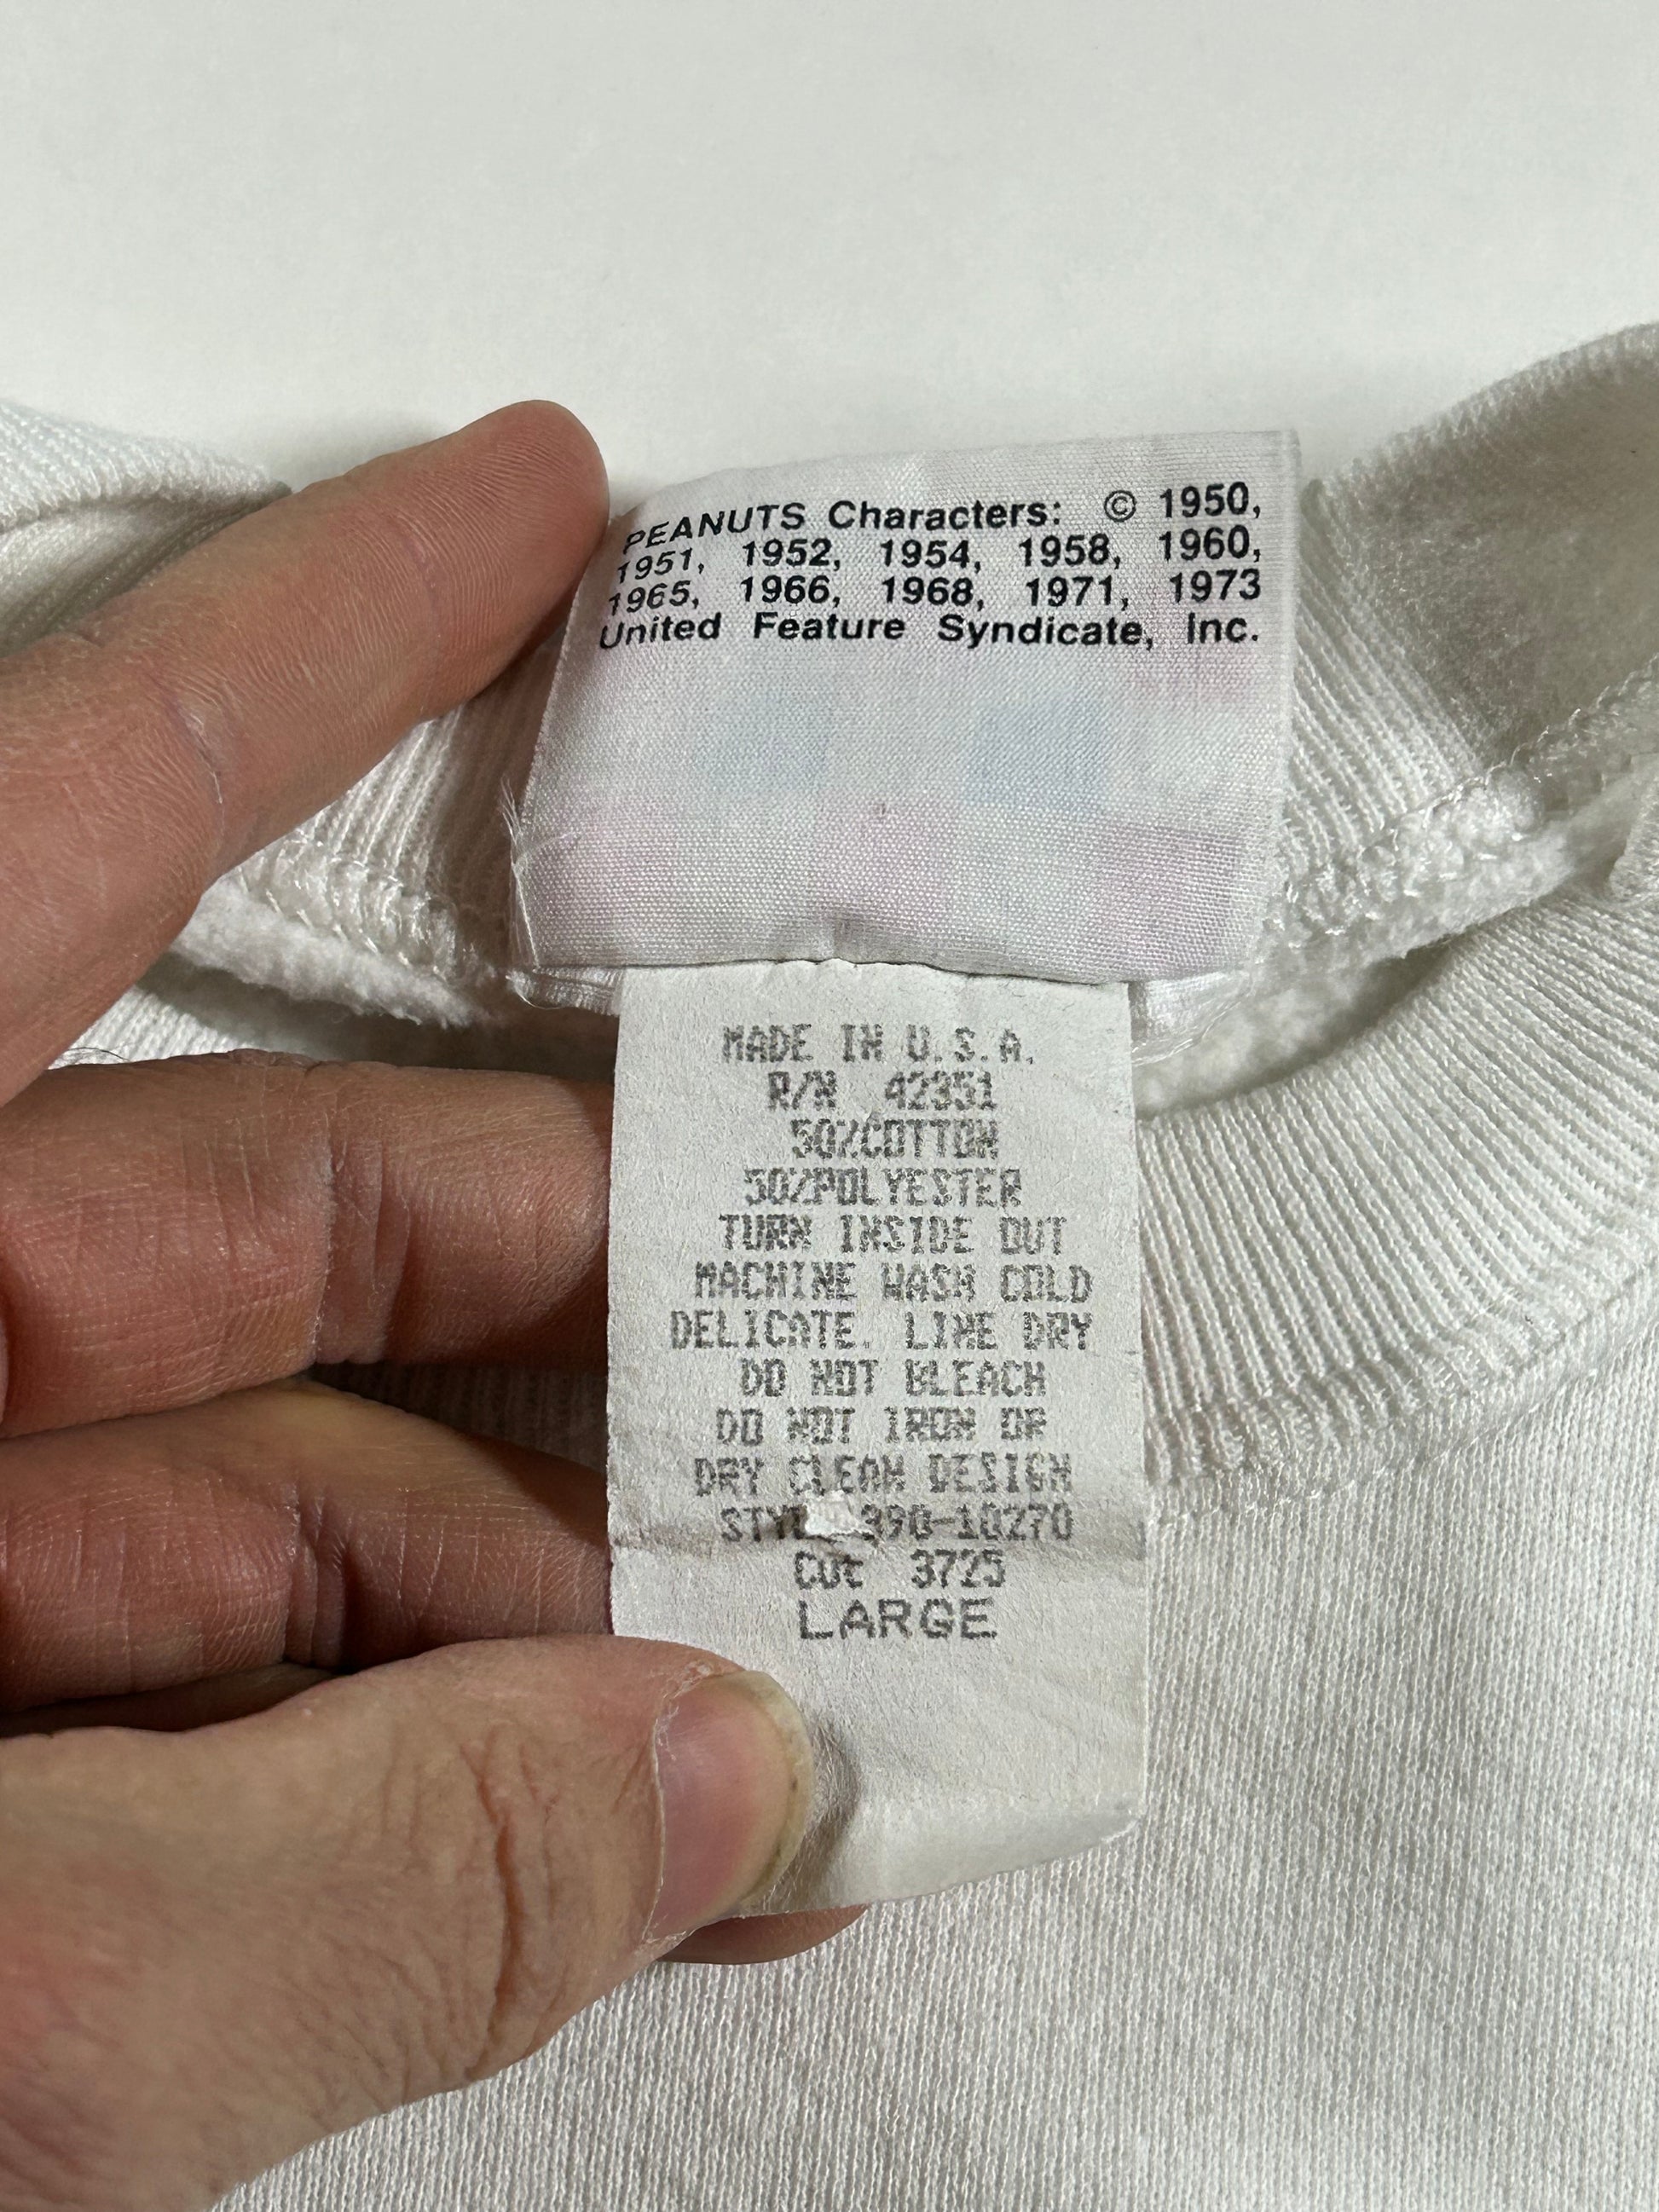 PEANUTS Characters: © 1950,
1951, 1952, 1954, 1958, 1960,
1965, 1966, 1968, 1971, 1973
United Feature Syndicate, Inc.
MADE IN U.S.A.
R/N 42351
50%COTTON
50%POLYESTER
TURN INSIDE OUT
MACHINE WASH COLD
DELICATE. LINE DRY
DO NOT BLEACH
DO NOT IRON OR
DRY CLEAN DESIGN
STYLE 390-10270
Cut 3725
LARGE